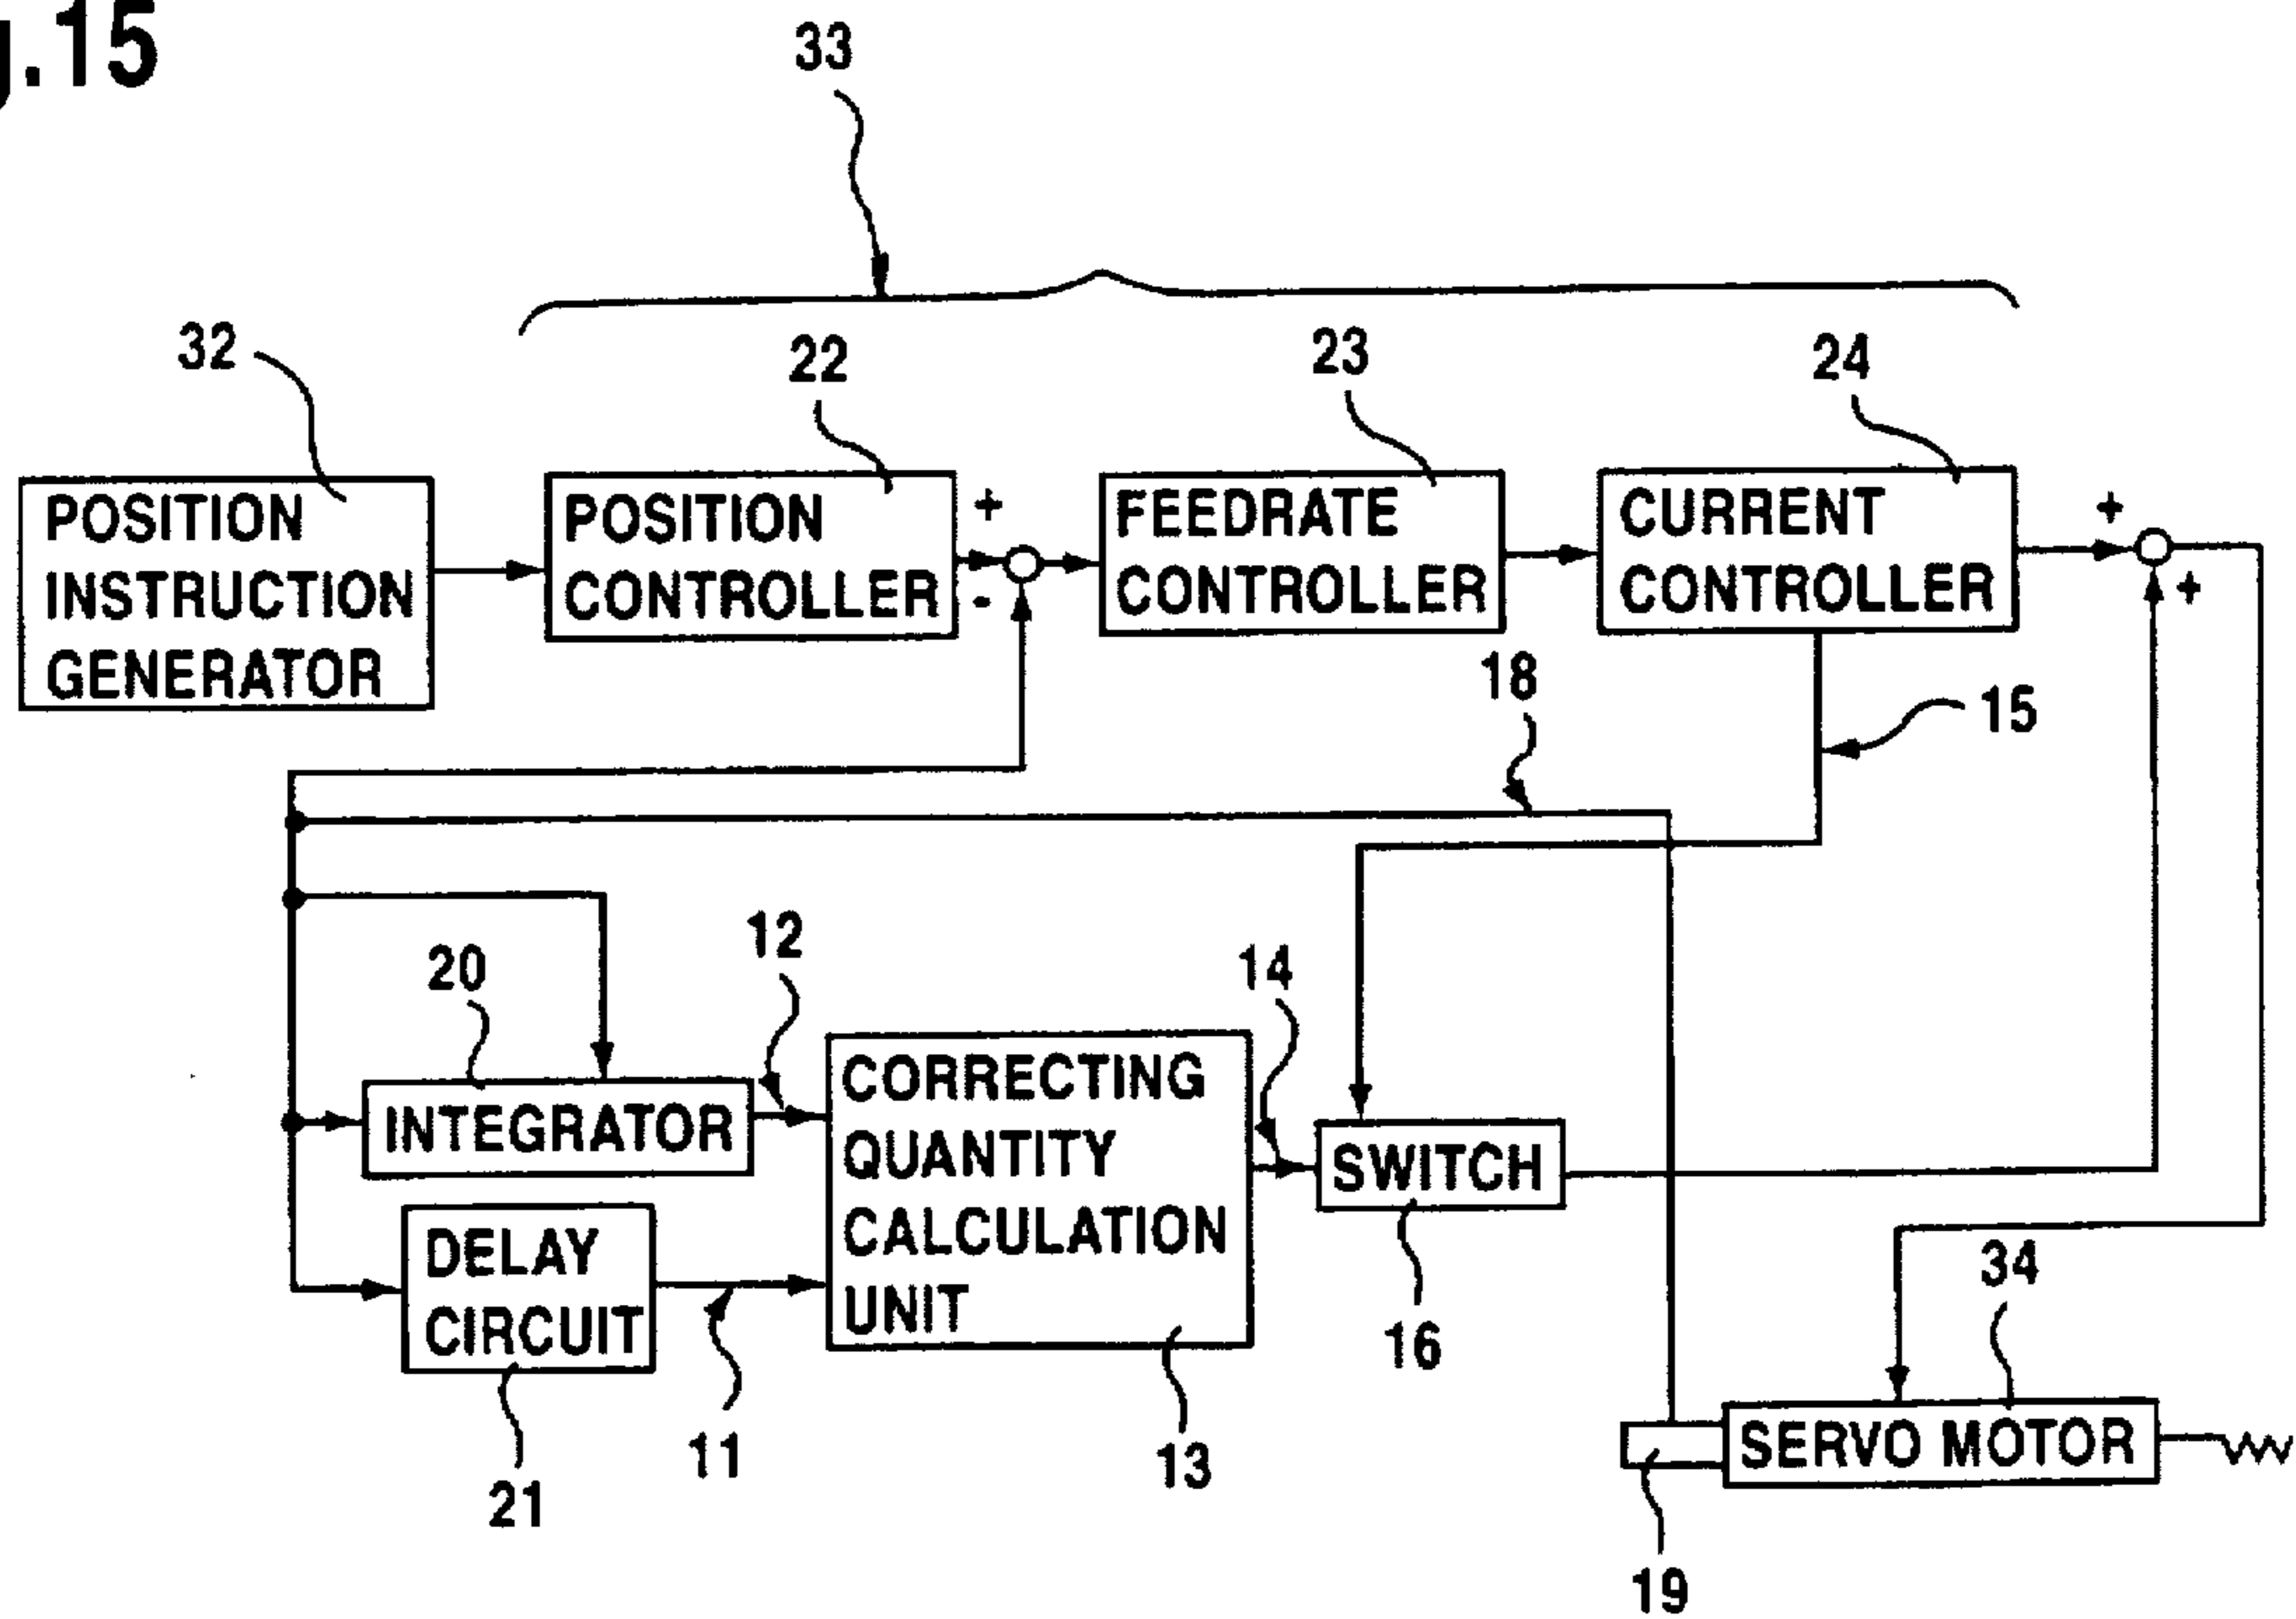 g.15
33
32
22
23
24
POSITION
INSTRUCTION
GENERATOR
POSITION
CONTROLLER
+
-
FEEDRATE
CONTROLLER
CURRENT
CONTROLLER
+
+
18
15
20
12
14
INTEGRATOR
CORRECTING
QUANTITY
CALCULATION
UNIT
SWITCH
DELAY
CIRCUIT
21
11
13
16
34
SERVO MOTOR
19